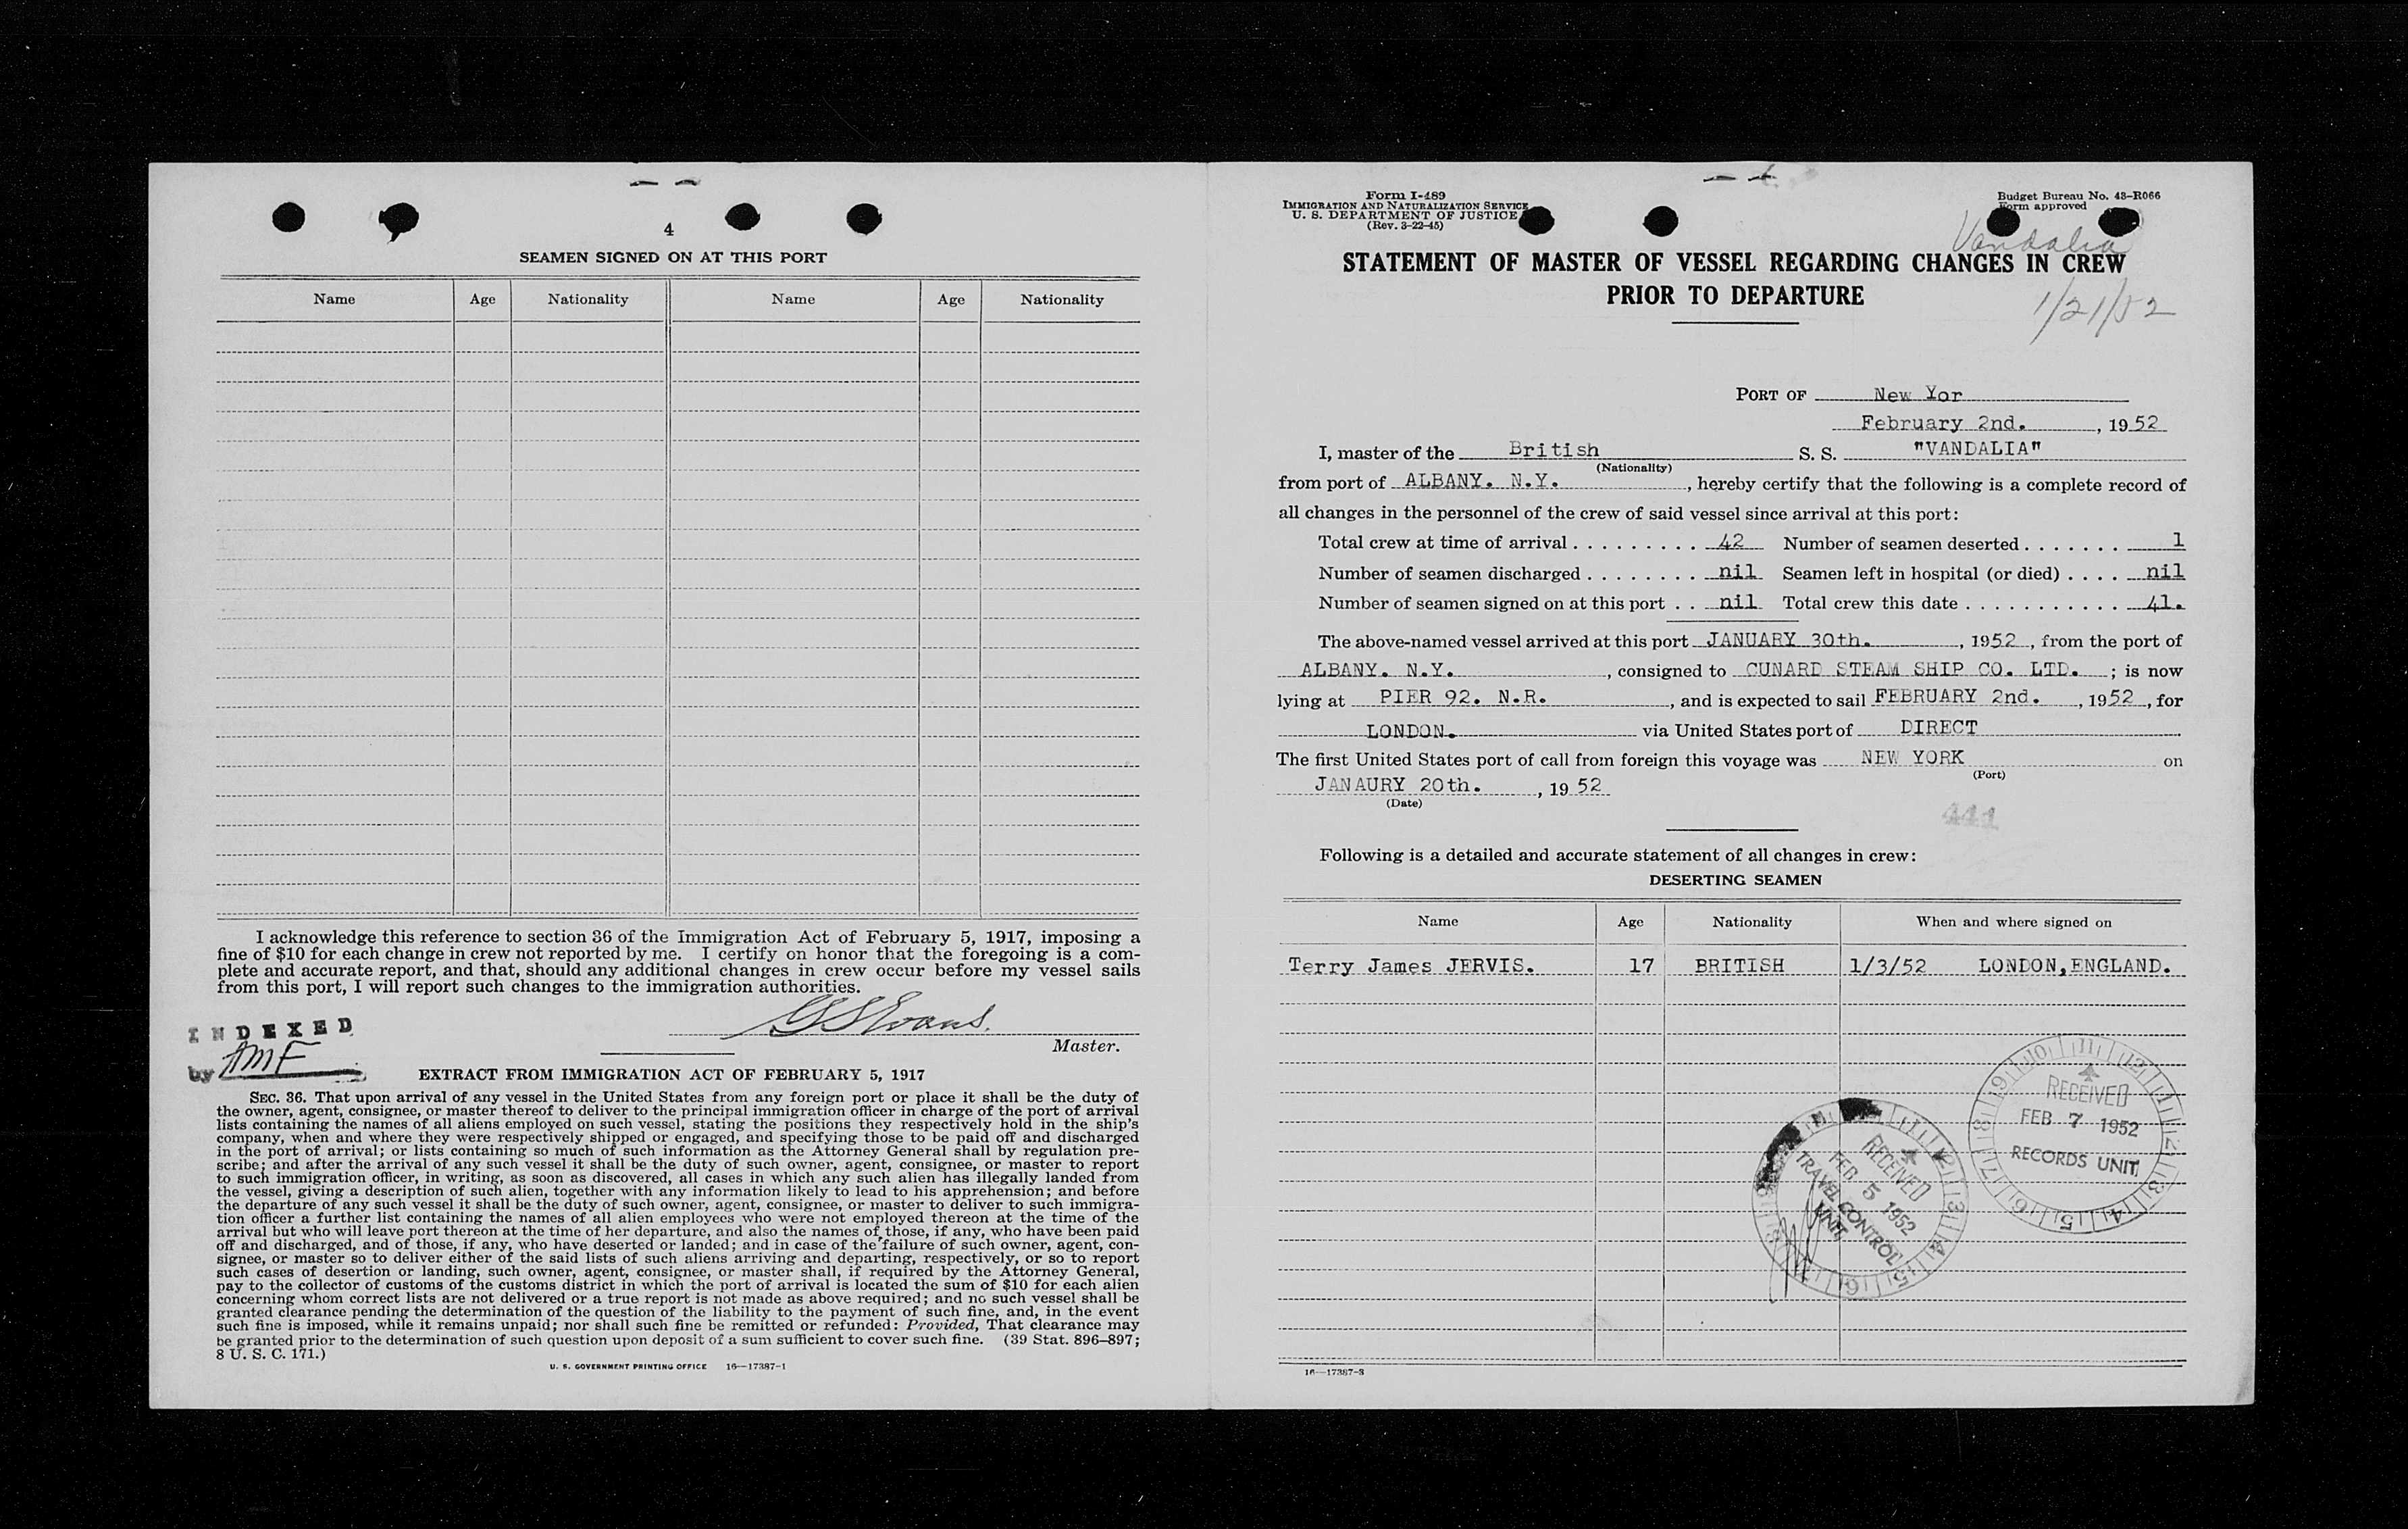 4
SEAMEN SIGNED ON AT THIS PORT
Name Age Nationality Name Age Nationality
I acknowledge this reference to section 36 of the Immigration Act of February 5, 1917, imposing a
fine of $10 for each change in crew not reported by me. I certify on honor that the foregoing is a com-
plete and accurate report, and that, should any additional changes in crew occur before my vessel sails
from this port, I will report such changes to the immigration authorities.
Master.
INDEXED
by AMF
EXTRACT FROM IMMIGRATION ACT OF FEBRUARY 5, 1917
SEC. 36. That upon arrival of any vessel in the United States from any foreign port or place it shall be the duty of
the owner, agent, consignee, or master thereof to deliver to the principal immigration officer in charge of the port of arrival
lists containing the names of all aliens employed on such vessel, stating the positions they respectively hold in the ship's
company, when and where they were respectively shipped or engaged, and specifying those to be paid off and discharged
in the port of arrival; or lists containing so much of such information as the Attorney General shall by regulation pre-
scribe; and after the arrival of any such vessel it shall be the duty of such owner, agent, consignee, or master to report
to such immigration officer, in writing, as soon as discovered, all cases in which any such alien has illegally landed from
the vessel, giving a description of such alien, together with any information likely to lead to his apprehension; and before
the departure of any such vessel it shall be the duty of such owner, agent, consignee, or master to deliver to such immigra-
tion officer a further list containing the names of all alien employees who were not employed thereon at the time of the
arrival but who will leave port thereon at the time of her departure, and also the names of those, if any, who have been paid
off and discharged, and of those, if any, who have deserted or landed; and in case of the failure of such owner, agent, con-
signee, or master so to deliver either of the said lists of such aliens arriving and departing, respectively, or so to report
such cases of desertion or landing, such owner, agent, consignee, or master shall, if required by the Attorney General,
pay to the collector of customs of the customs district in which the port of arrival is located the sum of $10 for each alien
concerning whom correct lists are not delivered or a true report is not made as above required; and no such vessel shall be
granted clearance pending the determination of the question of the liability to the payment of such fine, and, in the event
such fine is imposed, while it remains unpaid; nor shall such fine be remitted or refunded: Provided, That clearance may
be granted prior to the determination of such question upon deposit of a sum sufficient to cover such fine. (39 Stat. 896-897;
8 U. S. C. 171.)
U. S. GOVERNMENT PRINTING OFFICE 16—17387-1
Form I-489
IMMIGRATION AND NATURALIZATION SERVICE
U. S. DEPARTMENT OF JUSTICE
(Rev. 3-22-45)
Budget Bureau No. 43-R066
Form approved
Vandalia
STATEMENT OF MASTER OF VESSEL REGARDING CHANGES IN CREW
PRIOR TO DEPARTURE
1/21/52
PORT OF New Yor
February 2nd. , 1952
I, master of the British S. S. "VANDALIA"
(Nationality)
from port of ALBANY. N.Y. , hereby certify that the following is a complete record of
all changes in the personnel of the crew of said vessel since arrival at this port:
Total crew at time of arrival . . . . . . . . . 42 Number of seamen deserted . . . . . . . 1
Number of seamen discharged . . . . . . . . nil Seamen left in hospital (or died) . . . . nil
Number of seamen signed on at this port . . nil Total crew this date . . . . . . . . . . . 41.
The above-named vessel arrived at this port JANUARY 30th. , 1952 , from the port of
ALBANY. N.Y. , consigned to CUNARD STEAM SHIP CO. LTD. ; is now
lying at PIER 92. N.R. , and is expected to sail FEBRUARY 2nd. , 1952 , for
LONDON. via United States port of DIRECT
The first United States port of call from foreign this voyage was NEW YORK on
(Port)
JANAURY 20th. , 1952
(Date)
441
Following is a detailed and accurate statement of all changes in crew:
DESERTING SEAMEN
Name Age Nationality When and where signed on
Terry James JERVIS. 17 BRITISH 1/3/52 LONDON,ENGLAND.
RECEIVED
FEB 7 1952
RECORDS UNIT
RECEIVED
FEB 5 1952
TRAVEL CONTROL
UNIT
16—17387-3